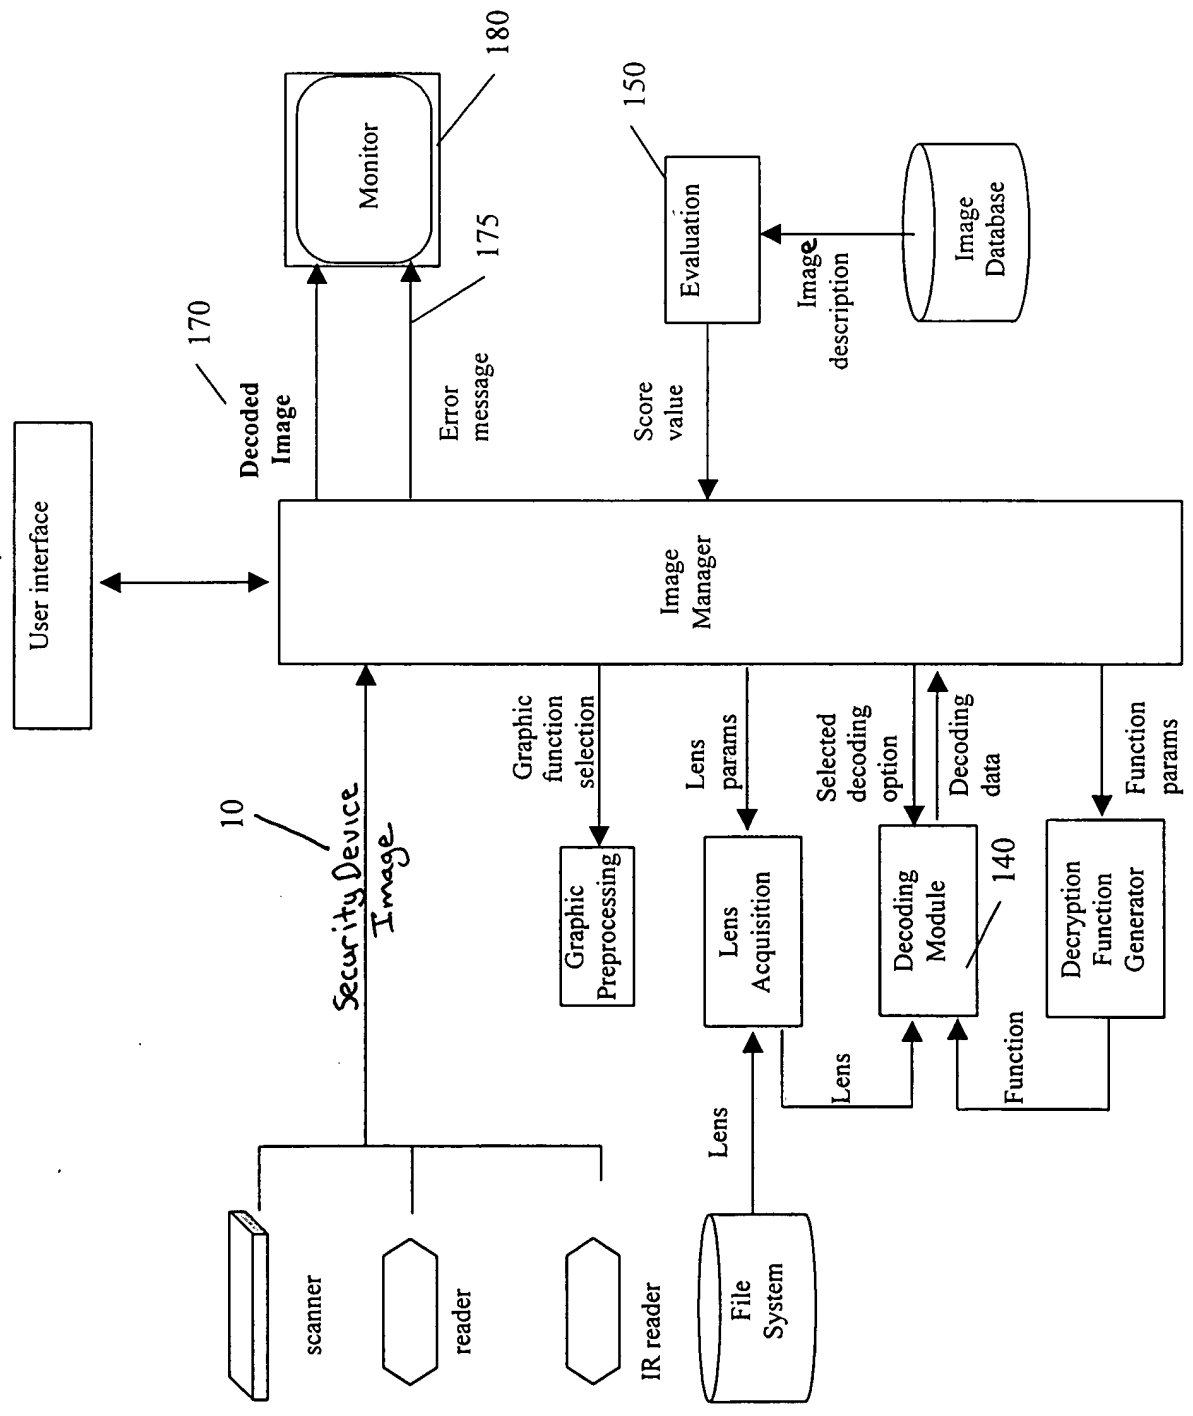 User interface
170
Decoded
Image
180
Monitor
Error
message
175
10
Security Device
Image
Image
Manager
Score
value
150
Evaluation
Image
description
Image
Database
Graphic
function
selection
Graphic
Preprocessing
Lens
params
Lens
Acquisition
Selected
decoding
option
Decoding
data
Decoding
Module
140
Function
params
Decryption
Function
Generator
Lens
Lens
Function
scanner
reader
IR reader
File
System